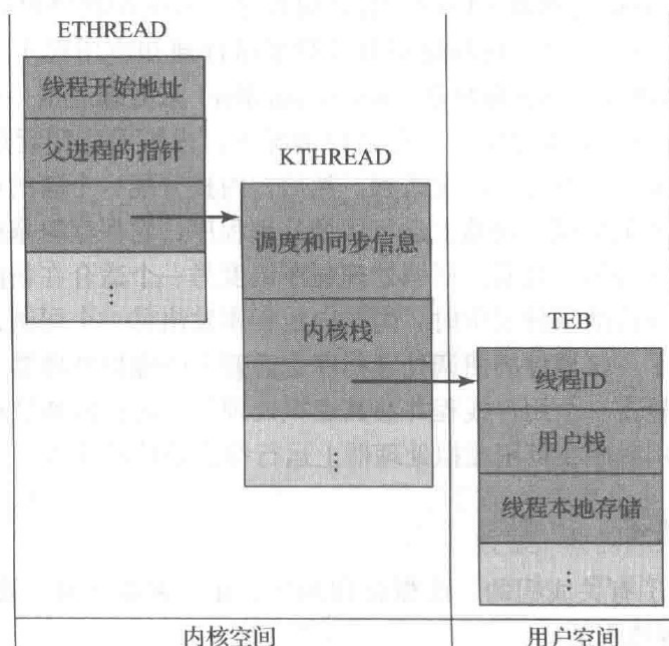 ETHREAD
线程开始地址
父进程的指针
⋮
KTHREAD
调度和同步信息
内核栈
⋮
TEB
线程ID
用户栈
线程本地存储
⋮
内核空间
用户空间